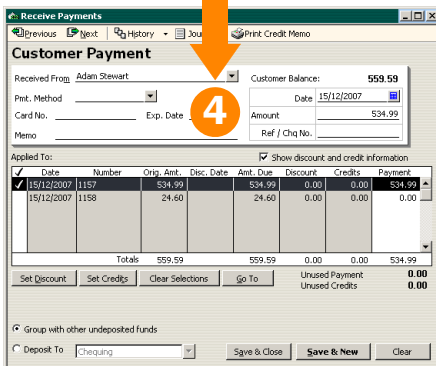 Receive Payments
Previous Next History Jou Print Credit Memo
Customer Payment
Received From Adam Stewart Customer Balance: 559.59
Pmt. Method Date 15/12/2007
Card No. Exp. Date Amount 534.99
Memo Ref / Chq No.
4
Applied To: Show discount and credit information
Date Number Orig. Amt. Disc. Date Amt. Due Discount Credits Payment
15/12/2007 1157 534.99 534.99 0.00 0.00 534.99
15/12/2007 1158 24.60 24.60 0.00 0.00 0.00
Totals 559.59 559.59 0.00 0.00 534.99
Set Discount Set Credits Clear Selections Go To Unused Payment 0.00
Unused Credits 0.00
Group with other undeposited funds
Deposit To Chequing Save & Close Save & New Clear